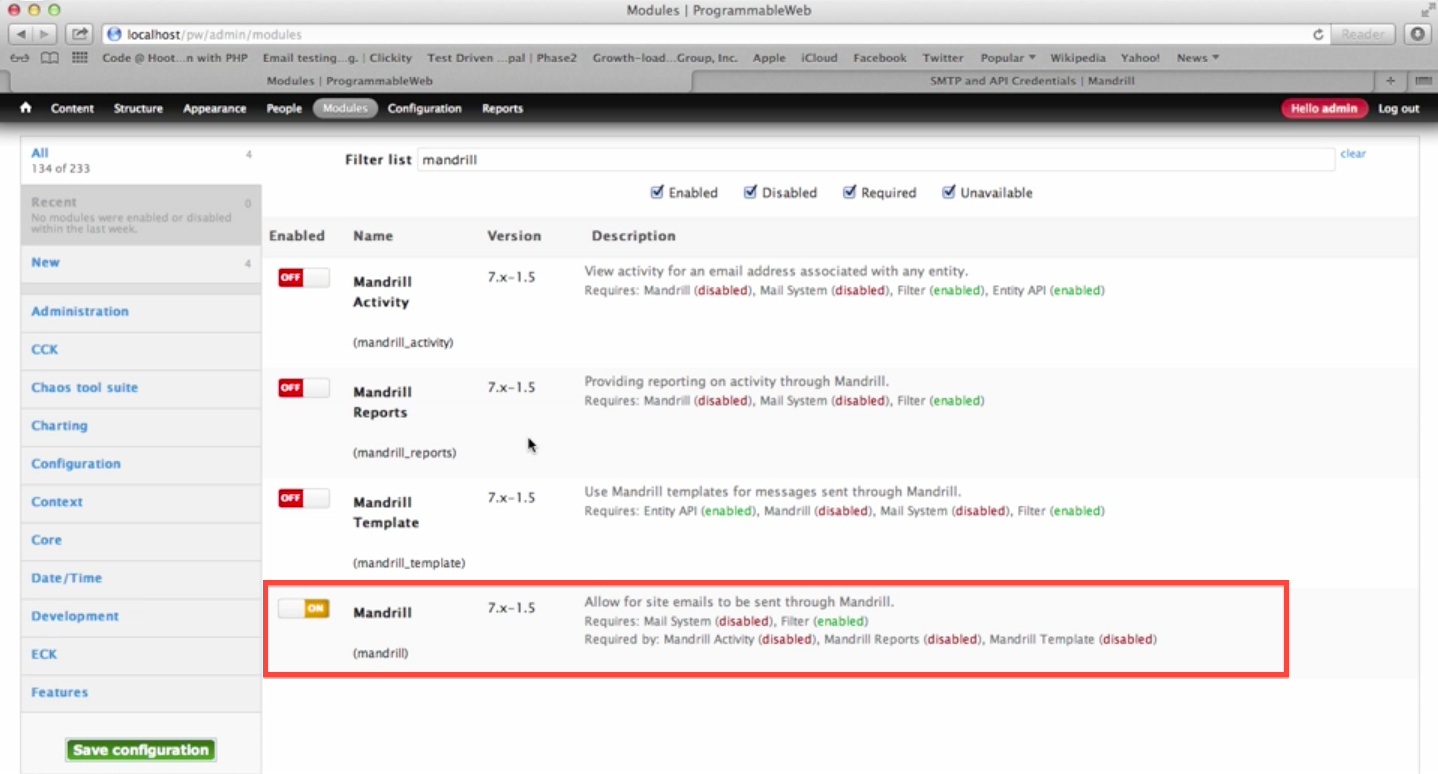 Modules | ProgrammableWeb
localhost/pw/admin/modules
Reader
Code @ Hoot...n with PHP Email testing...g. | Clickity Test Driven ...pal | Phase2 Growth-load...Group, Inc. Apple iCloud Facebook Twitter Popular ▾ Wikipedia Yahoo! News ▾
Modules | ProgrammableWeb SMTP and API Credentials | Mandrill
Content Structure Appearance People Modules Configuration Reports Hello admin Log out
All 4
134 of 233
Recent 0
No modules were enabled or disabled
within the last week.
New 4
Administration
CCK
Chaos tool suite
Charting
Configuration
Context
Core
Date/Time
Development
ECK
Features
Save configuration
Filter list mandrill clear
Enabled Disabled Required Unavailable
Enabled Name Version Description
OFF Mandrill Activity 7.x-1.5 View activity for an email address associated with any entity.
Requires: Mandrill (disabled), Mail System (disabled), Filter (enabled), Entity API (enabled)
(mandrill_activity)
OFF Mandrill Reports 7.x-1.5 Providing reporting on activity through Mandrill.
Requires: Mandrill (disabled), Mail System (disabled), Filter (enabled)
(mandrill_reports)
OFF Mandrill Template 7.x-1.5 Use Mandrill templates for messages sent through Mandrill.
Requires: Entity API (enabled), Mandrill (disabled), Mail System (disabled), Filter (enabled)
(mandrill_template)
ON Mandrill 7.x-1.5 Allow for site emails to be sent through Mandrill.
Requires: Mail System (disabled), Filter (enabled)
Required by: Mandrill Activity (disabled), Mandrill Reports (disabled), Mandrill Template (disabled)
(mandrill)